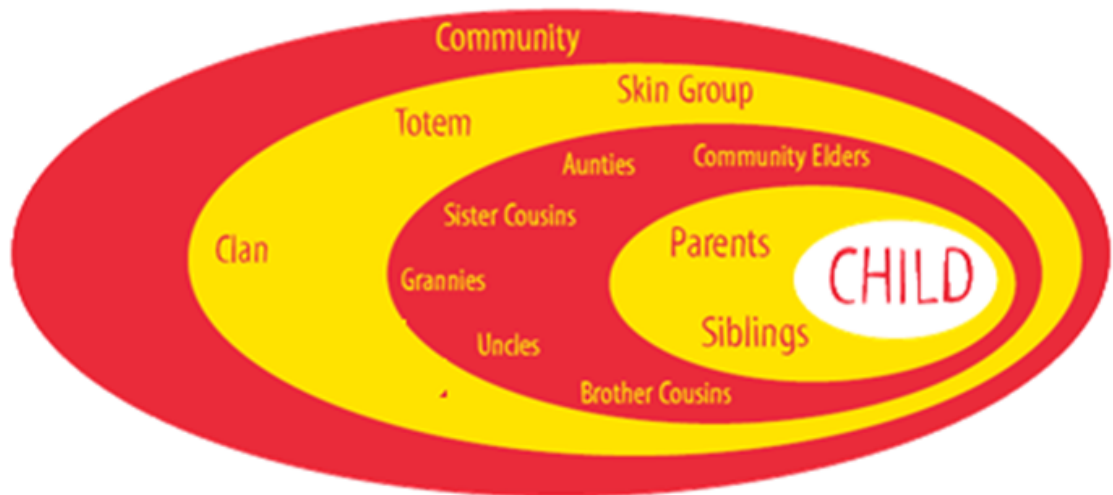 Community
Skin Group
Totem
Aunties
Community Elders
Sister Cousins
Parents
Clan
CHILD
Grannies
Siblings
Uncles
Brother Cousins